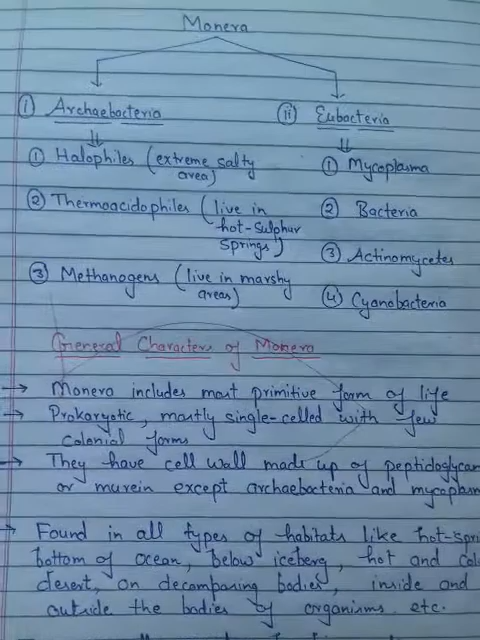 Monera
(i) Archaebacteria
(ii) Eubacteria
① Halophiles (extreme salty area)
① Mycoplasma
② Thermoacidophiles (live in hot-sulphur springs)
② Bacteria
③ Actinomycetes
③ Methanogens (live in marshy areas)
④ Cyanobacteria
General Characters of Monera
→ Monera includes most primitive form of life
→ Prokaryotic, mostly single-celled with few
colonial forms
→ They have cell wall made up of peptidoglycan
or murein except archaebacteria and mycoplasm
→ Found in all types of habitats like hot-spri
bottom of ocean, below iceberg, hot and col
desert, on decomposing bodies, inside and
outside the bodies of organisms etc.